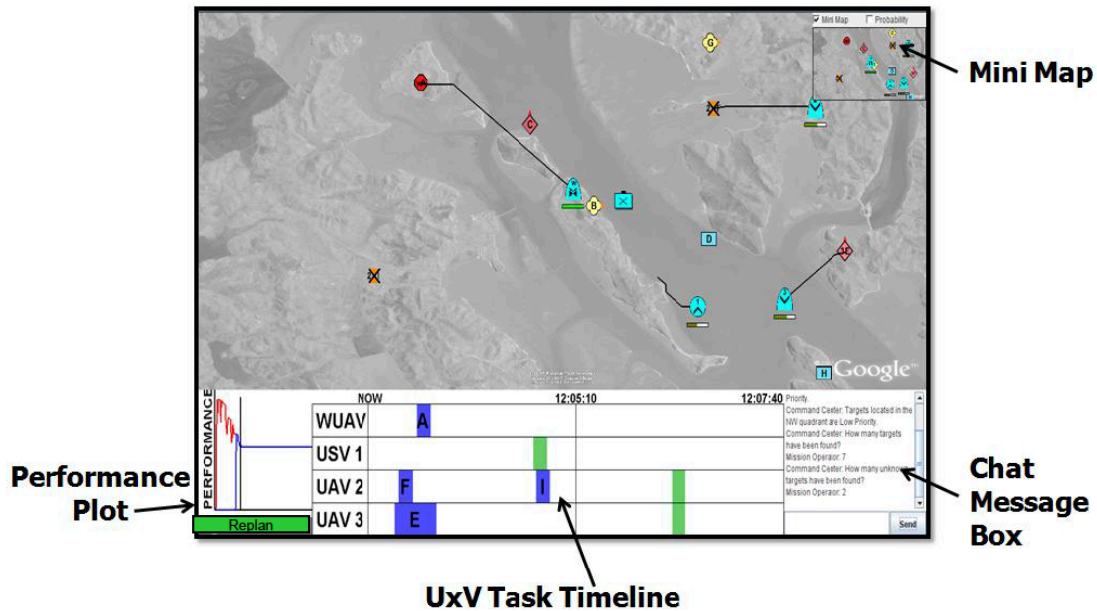 Mini Map
Probability
G
C
B
D
1
H
Google
Mini Map
PERFORMANCE
Replan
Performance
Plot
NOW
12:05:10
12:07:40
WUAV
A
USV 1
UAV 2
F
I
UAV 3
E
Priority.
Command Center: Targets located in the
NW quadrant are Low Priority.
Command Center: How many targets
have been found?
Mission Operaor: 7
Command Center: How many unknown
targets have been found?
Mission Operaor: 2
Send
Chat
Message
Box
UxV Task Timeline